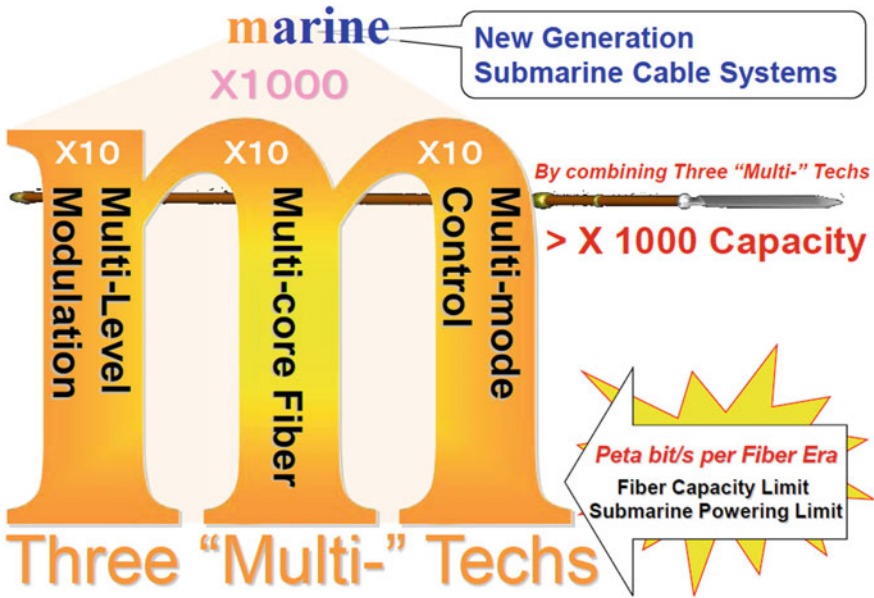 marine
New Generation
Submarine Cable Systems
X1000
X10
X10
X10
Multi-Level
Modulation
Multi-core Fiber
Multi-mode
Control
By combining Three “Multi-” Techs
> X 1000 Capacity
Peta bit/s per Fiber Era
Fiber Capacity Limit
Submarine Powering Limit
m
Three “Multi-” Techs